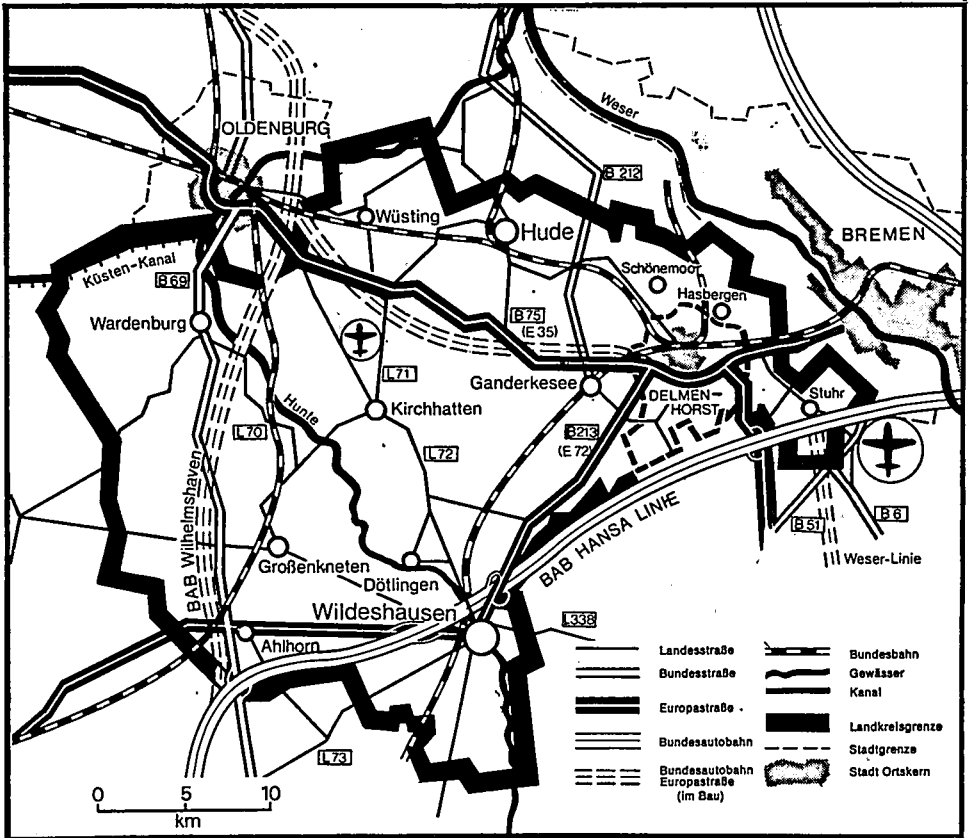 Weser
OLDENBURG
B 212
Wüsting
Hude
BREMEN
Küsten-Kanal
Schönemoor
B 69
Hasbergen
Wardenburg
B 75
(E 35)
L 71
Ganderkesee
Stuhr
DELMEN
HORST
Kirchhatten
Hunte
L 70
B213
(E 72)
L 72
BAB Wilhelmshaven
BAB HANSA LINIE
B 51
B 6
Großenkneten
Weser-Linie
Dötlingen
Wildeshausen
L338
Ahlhorn
L 73
Landesstraße
Bundesstraße
Europastraße
Bundesautobahn
Bundesautobahn
Europastraße
(im Bau)
Bundesbahn
Gewässer
Kanal
Landkreisgrenze
Stadtgrenze
Stadt Ortskern
0 5 10
km